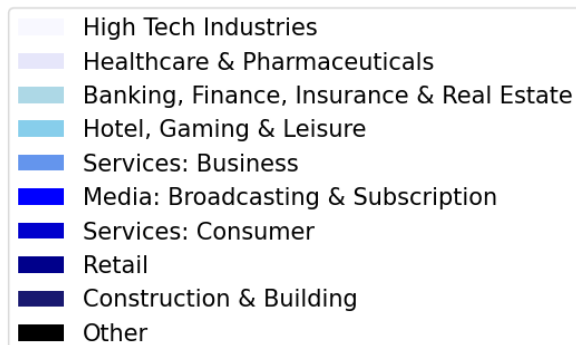 High Tech Industries
Healthcare & Pharmaceuticals
Banking, Finance, Insurance & Real Estate
Hotel, Gaming & Leisure
Services: Business
Media: Broadcasting & Subscription
Services: Consumer
Retail
Construction & Building
Other